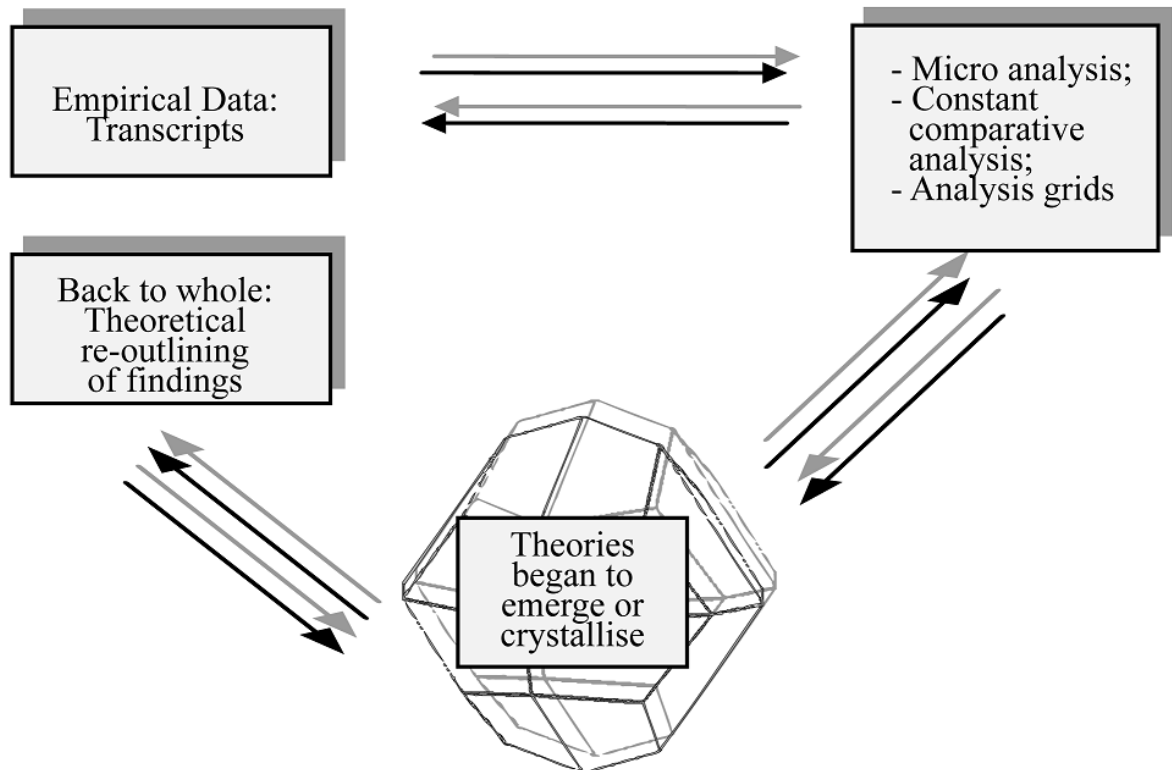 Empirical Data:
Transcripts
- Micro analysis;
- Constant
comparative
analysis;
- Analysis grids
Back to whole:
Theoretical
re-outlining
of findings
Theories
began to
emerge or
crystallise